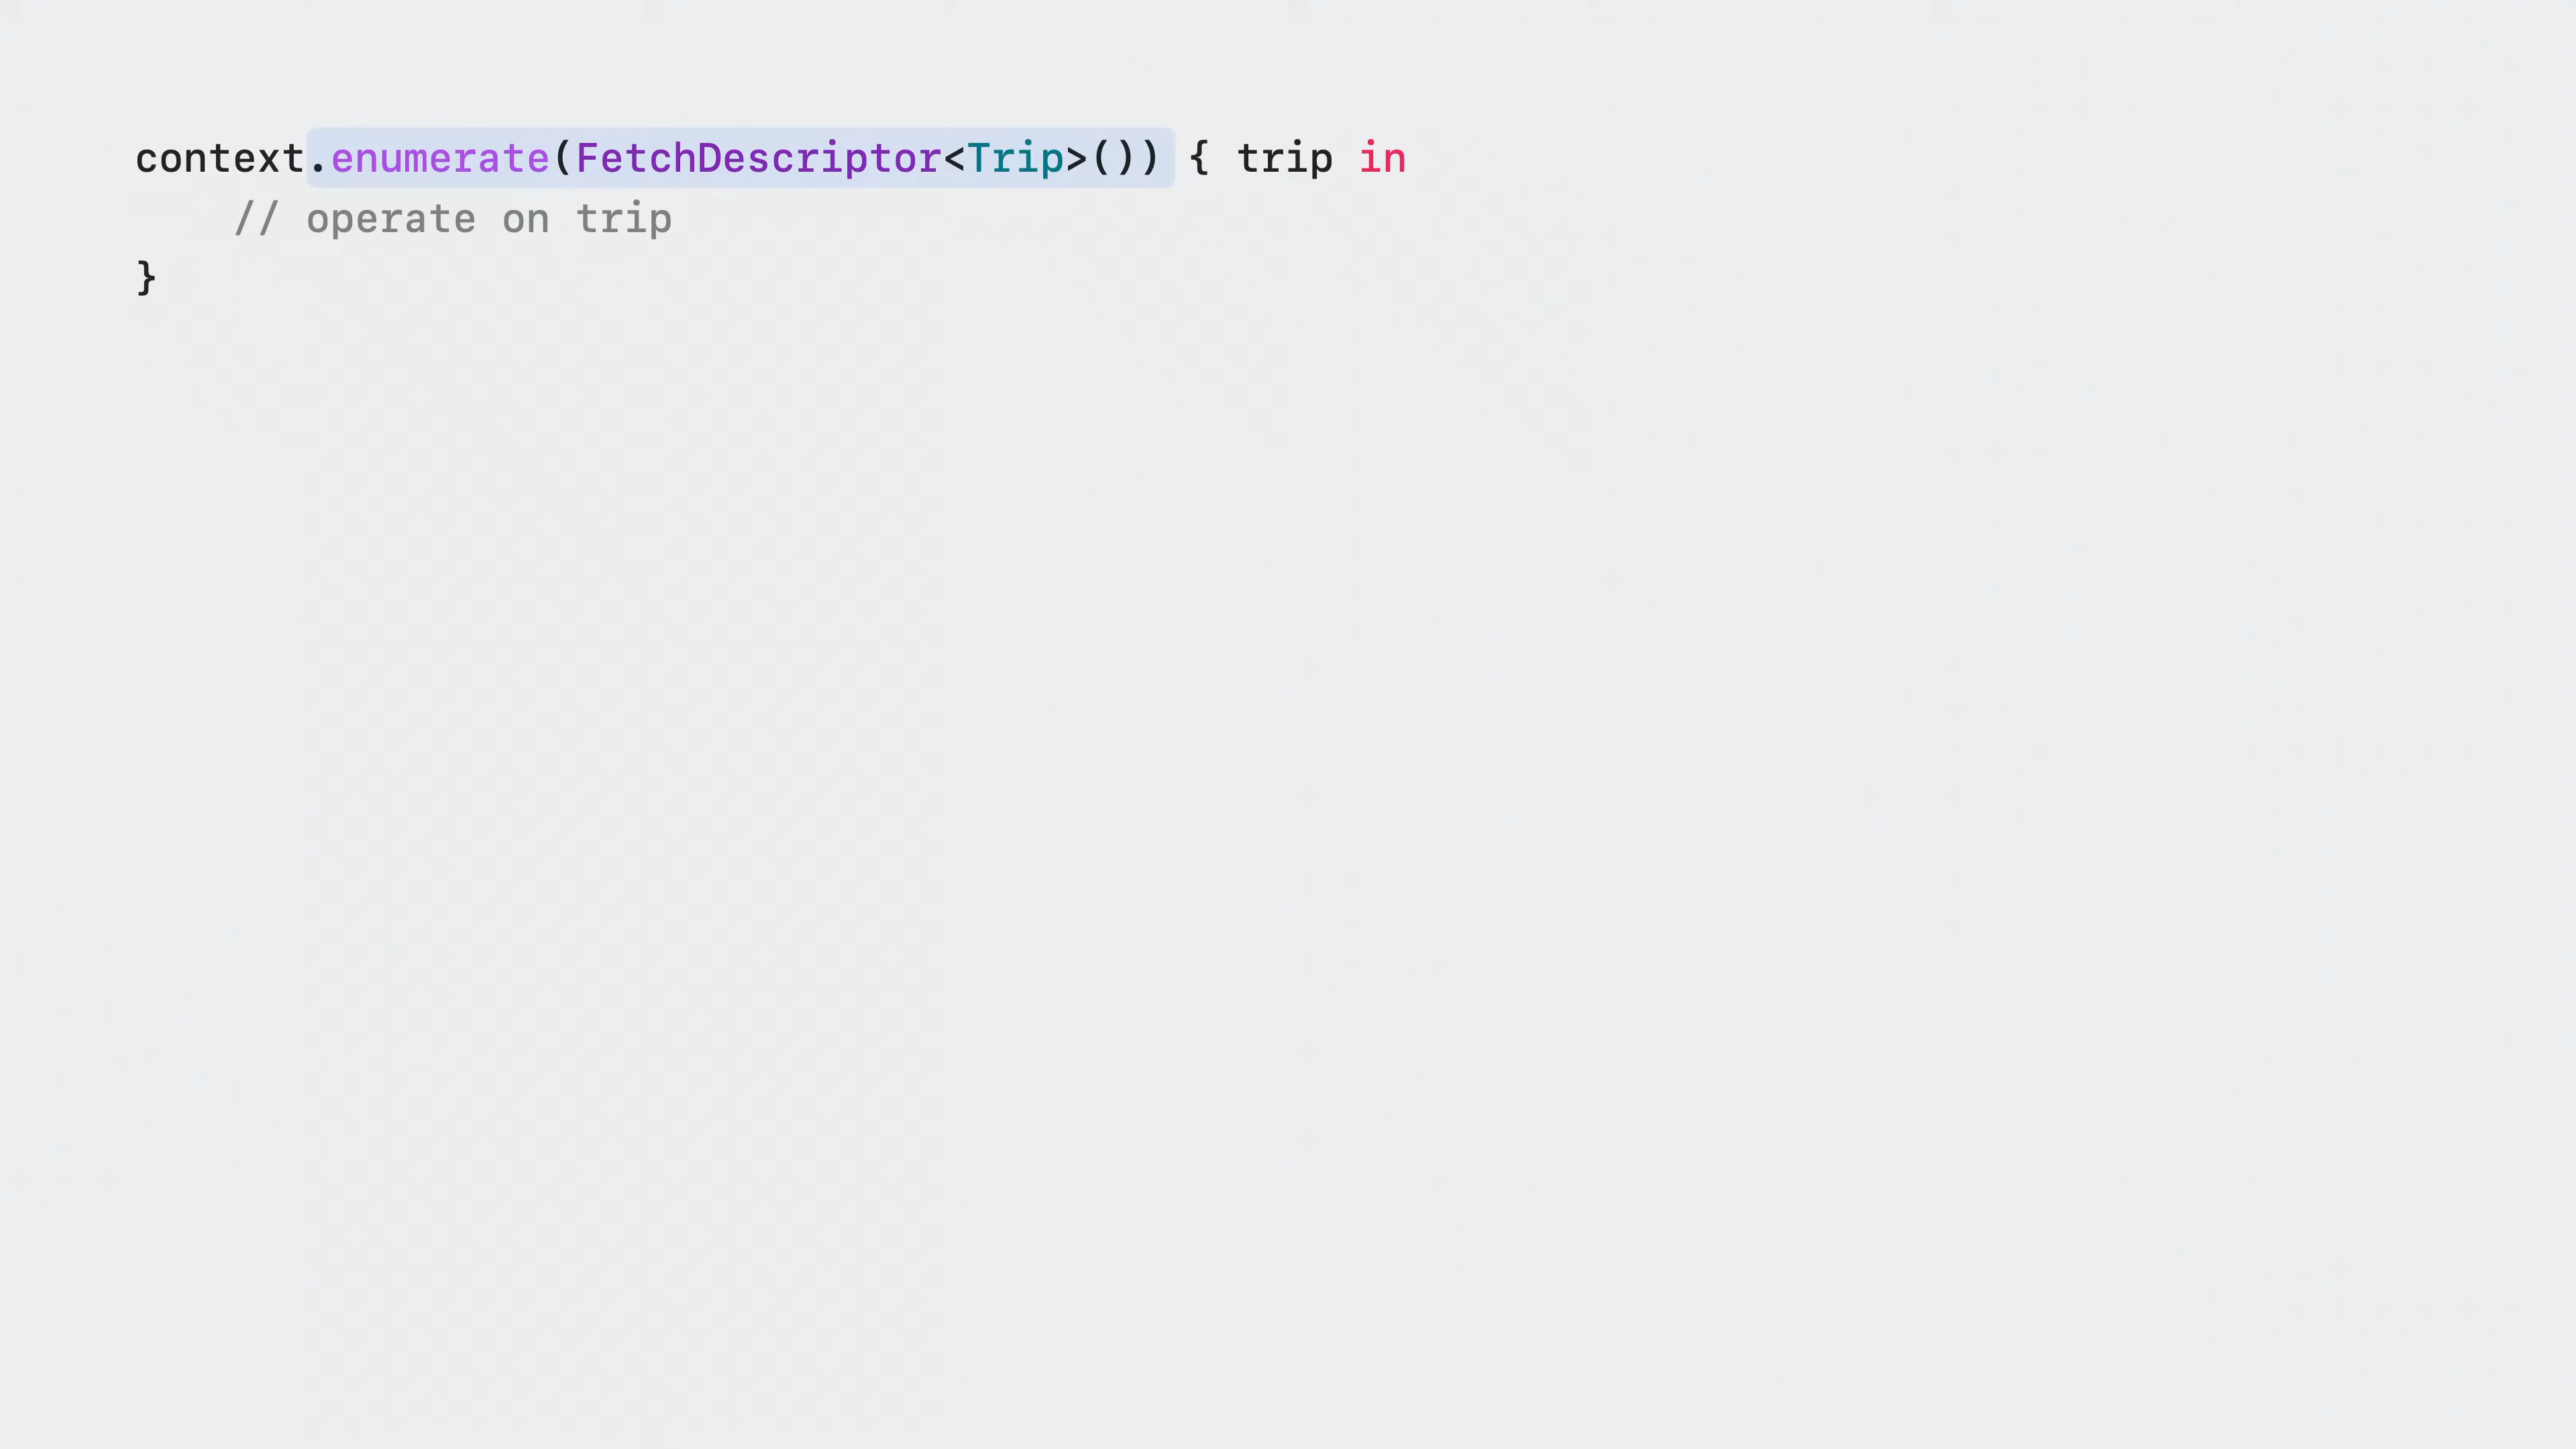 context.enumerate(FetchDescriptor<Trip>()) { trip in
    // operate on trip
}